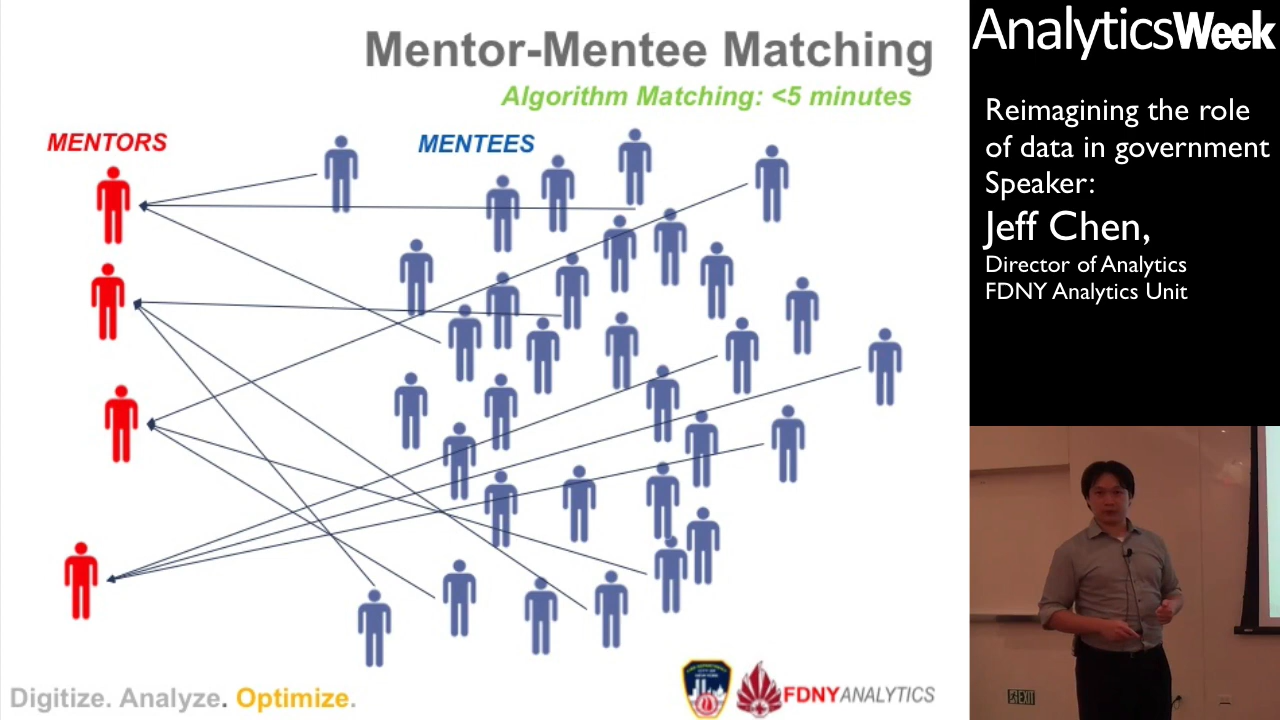 Mentor-Mentee Matching
Algorithm Matching: <5 minutes
MENTORS
MENTEES
Digitize. Analyze. Optimize.
FDNYANALYTICS
AnalyticsWeek
Reimagining the role
of data in government
Speaker:
Jeff Chen,
Director of Analytics
FDNY Analytics Unit
EXIT